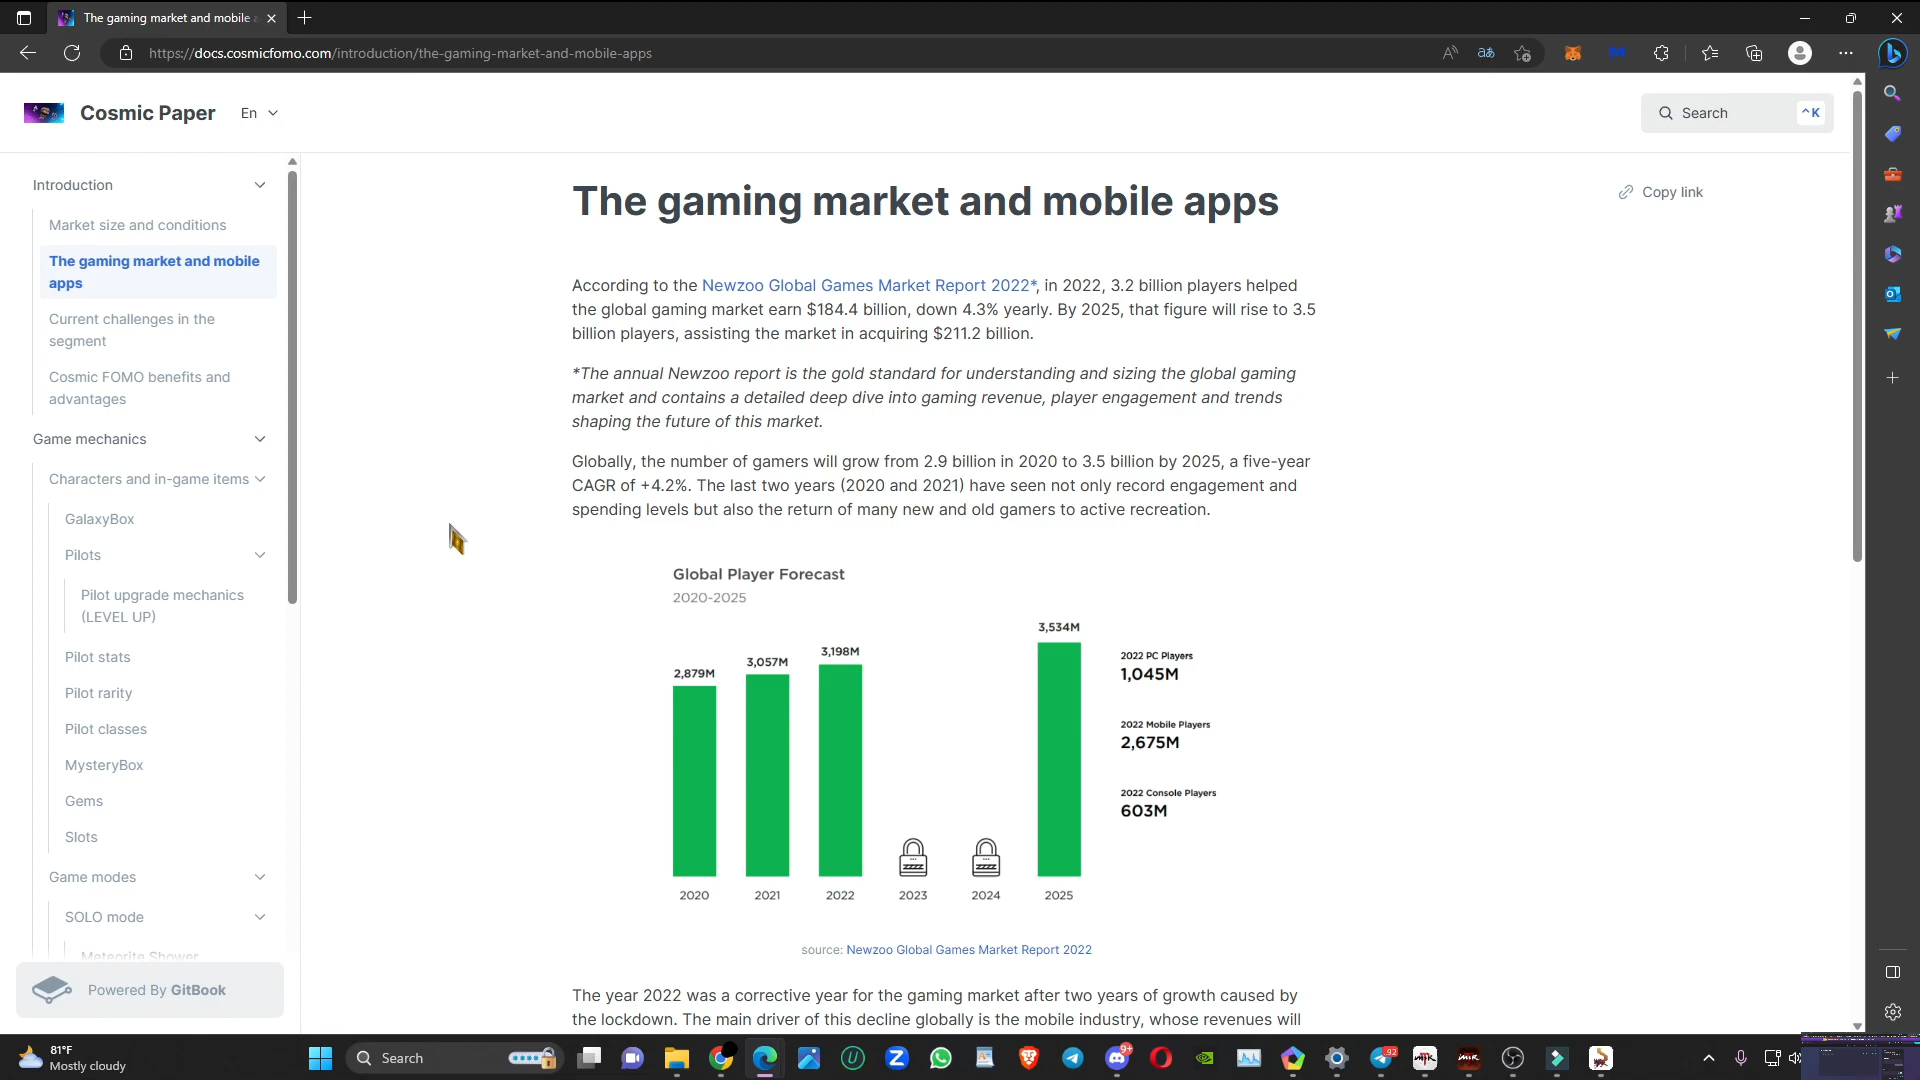 The gaming market and mobile a
https://docs.cosmicfomo.com/introduction/the-gaming-market-and-mobile-apps
Cosmic Paper
En
Search
^K
Introduction
Market size and conditions
The gaming market and mobile
apps
Current challenges in the
segment
Cosmic FOMO benefits and
advantages
Game mechanics
Characters and in-game items
GalaxyBox
Pilots
Pilot upgrade mechanics
(LEVEL UP)
Pilot stats
Pilot rarity
Pilot classes
MysteryBox
Gems
Slots
Game modes
SOLO mode
Meteorite Shower
Powered By GitBook
The gaming market and mobile apps
Copy link
According to the Newzoo Global Games Market Report 2022*, in 2022, 3.2 billion players helped
the global gaming market earn $184.4 billion, down 4.3% yearly. By 2025, that figure will rise to 3.5
billion players, assisting the market in acquiring $211.2 billion.
*The annual Newzoo report is the gold standard for understanding and sizing the global gaming
market and contains a detailed deep dive into gaming revenue, player engagement and trends
shaping the future of this market.
Globally, the number of gamers will grow from 2.9 billion in 2020 to 3.5 billion by 2025, a five-year
CAGR of +4.2%. The last two years (2020 and 2021) have seen not only record engagement and
spending levels but also the return of many new and old gamers to active recreation.
Global Player Forecast
2020-2025
2,879M
3,057M
3,198M
3,534M
2022 PC Players
1,045M
2022 Mobile Players
2,675M
2022 Console Players
603M
2020
2021
2022
2023
2024
2025
source: Newzoo Global Games Market Report 2022
The year 2022 was a corrective year for the gaming market after two years of growth caused by
the lockdown. The main driver of this decline globally is the mobile industry, whose revenues will
81°F
Mostly cloudy
Search
9+
92